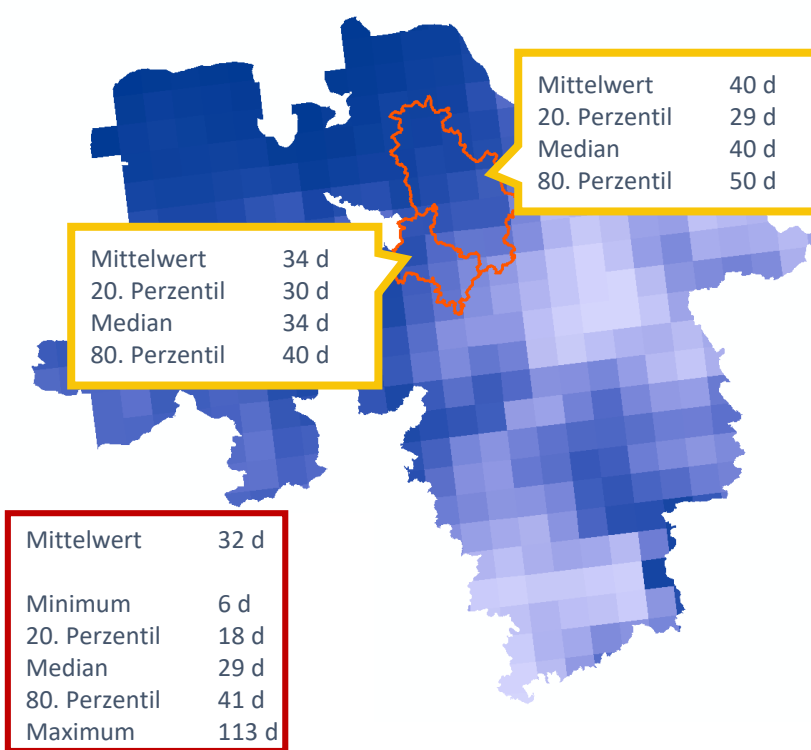 Mittelwert 40 d
20. Perzentil 29 d
Median 40 d
80. Perzentil 50 d
Mittelwert 34 d
20. Perzentil 30 d
Median 34 d
80. Perzentil 40 d
Mittelwert 32 d
Minimum 6 d
20. Perzentil 18 d
Median 29 d
80. Perzentil 41 d
Maximum 113 d